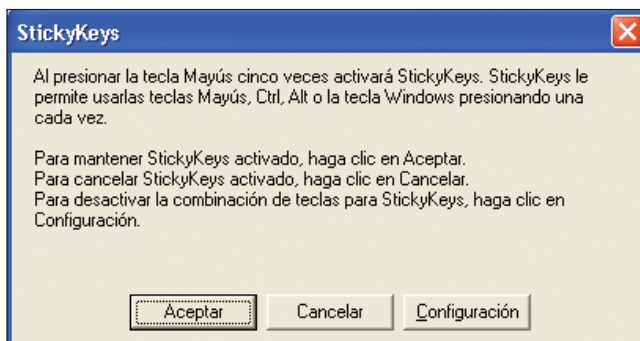 StickyKeys
Al presionar la tecla Mayús cinco veces activará StickyKeys. StickyKeys le
permite usarlas teclas Mayús, Ctrl, Alt o la tecla Windows presionando una
cada vez.
Para mantener StickyKeys activado, haga clic en Aceptar.
Para cancelar StickyKeys activado, haga clic en Cancelar.
Para desactivar la combinación de teclas para StickyKeys, haga clic en
Configuración.
Aceptar Cancelar Configuración